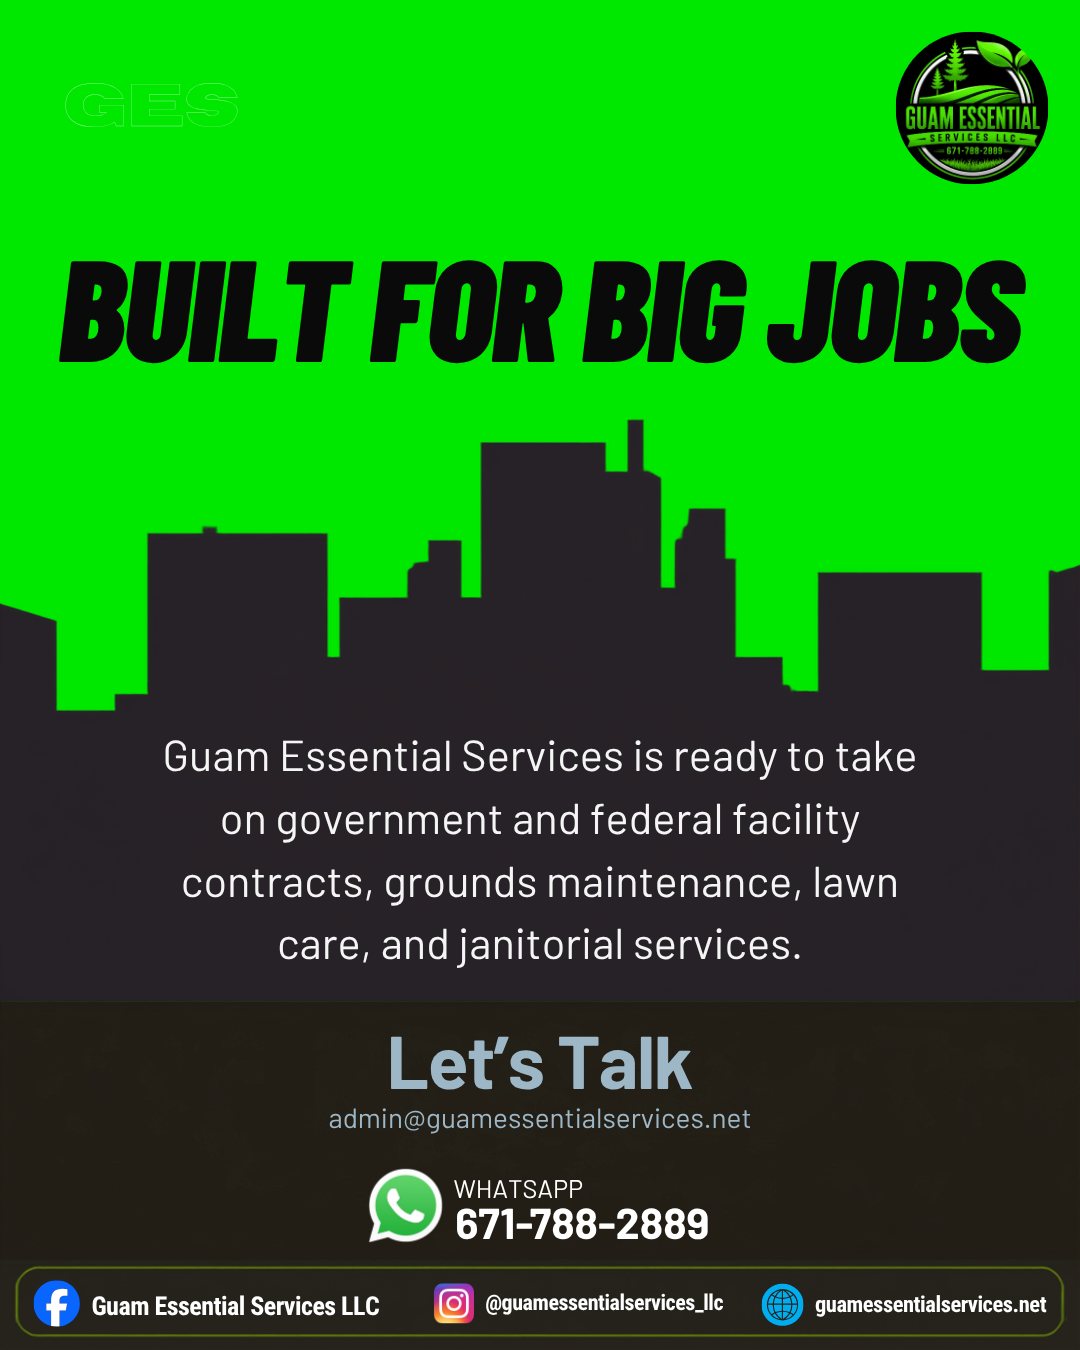 GES
GUAM ESSENTIAL
SERVICES LLC
671-788-2889
BUILT FOR BIG JOBS
Guam Essential Services is ready to take
on government and federal facility
contracts, grounds maintenance, lawn
care, and janitorial services.
Let's Talk
admin@guamessentialservices.net
WHATSAPP
671-788-2889
Guam Essential Services LLC
@guamessentialservices_llc
guamessentialservices.net